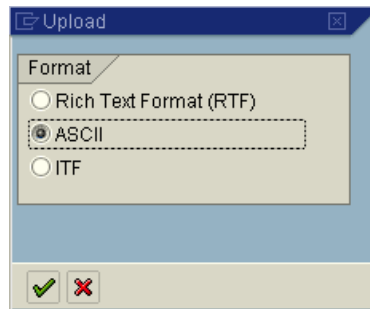 Upload
Format
Rich Text Format (RTF)
ASCII
ITF